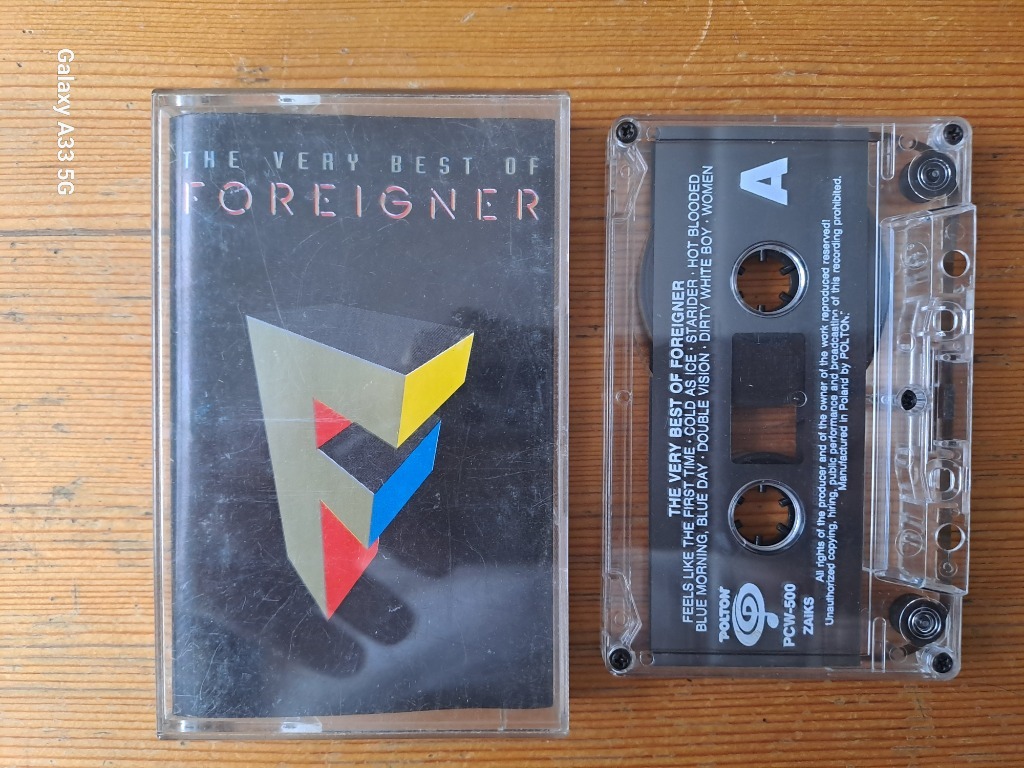 Galaxy A33 5G
THE VERY BEST OF
FOREIGNER
A
THE VERY BEST OF FOREIGNER
FEELS LIKE THE FIRST TIME · COLD AS ICE · STARIDER · HOT BLOODED
BLUE MORNING, BLUE DAY · DOUBLE VISION · DIRTY WHITE BOY · WOMEN
POLTON
PCW-500
ZAIKS
All rights of the producer and of the owner of the work reproduced reserved!
Unauthorized copying, hiring, public performance and broadcasting of this recording prohibited.
Manufactured in Poland by POLTON.